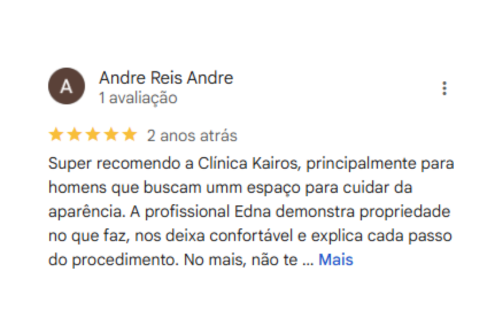 A
Andre Reis Andre
1 avaliação
2 anos atrás
Super recomendo a Clínica Kairos, principalmente para
homens que buscam umm espaço para cuidar da
aparência. A profissional Edna demonstra propriedade
no que faz, nos deixa confortável e explica cada passo
do procedimento. No mais, não te ... Mais